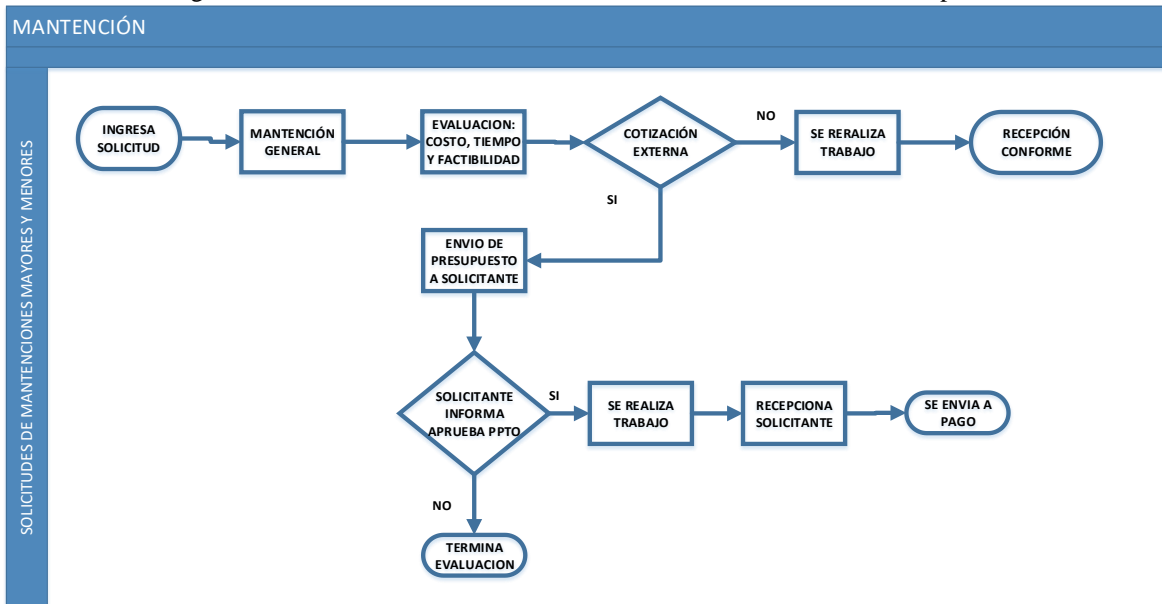 MANTENCIÓN
SOLICITUDES DE MANTENCIONES MAYORES Y MENORES
INGRESA
SOLICITUD
MANTENCIÓN
GENERAL
EVALUACION:
COSTO, TIEMPO
Y FACTIBILIDAD
COTIZACIÓN
EXTERNA
NO
SE RERALIZA
TRABAJO
RECEPCIÓN
CONFORME
SI
ENVIO DE
PRESUPUESTO
A SOLICITANTE
SOLICITANTE
INFORMA
APRUEBA PPTO
SI
SE REALIZA
TRABAJO
RECEPCIONA
SOLICITANTE
SE ENVIA A
PAGO
NO
TERMINA
EVALUACION